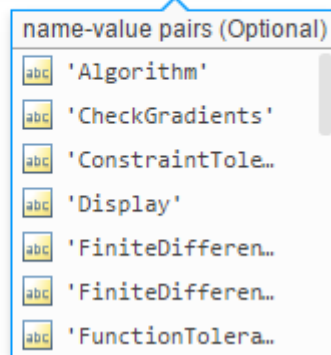 name-value pairs (Optional)
abc 'Algorithm'
abc 'CheckGradients'
abc 'ConstraintTole…
abc 'Display'
abc 'FiniteDifferen…
abc 'FiniteDifferen…
abc 'FunctionTolera…